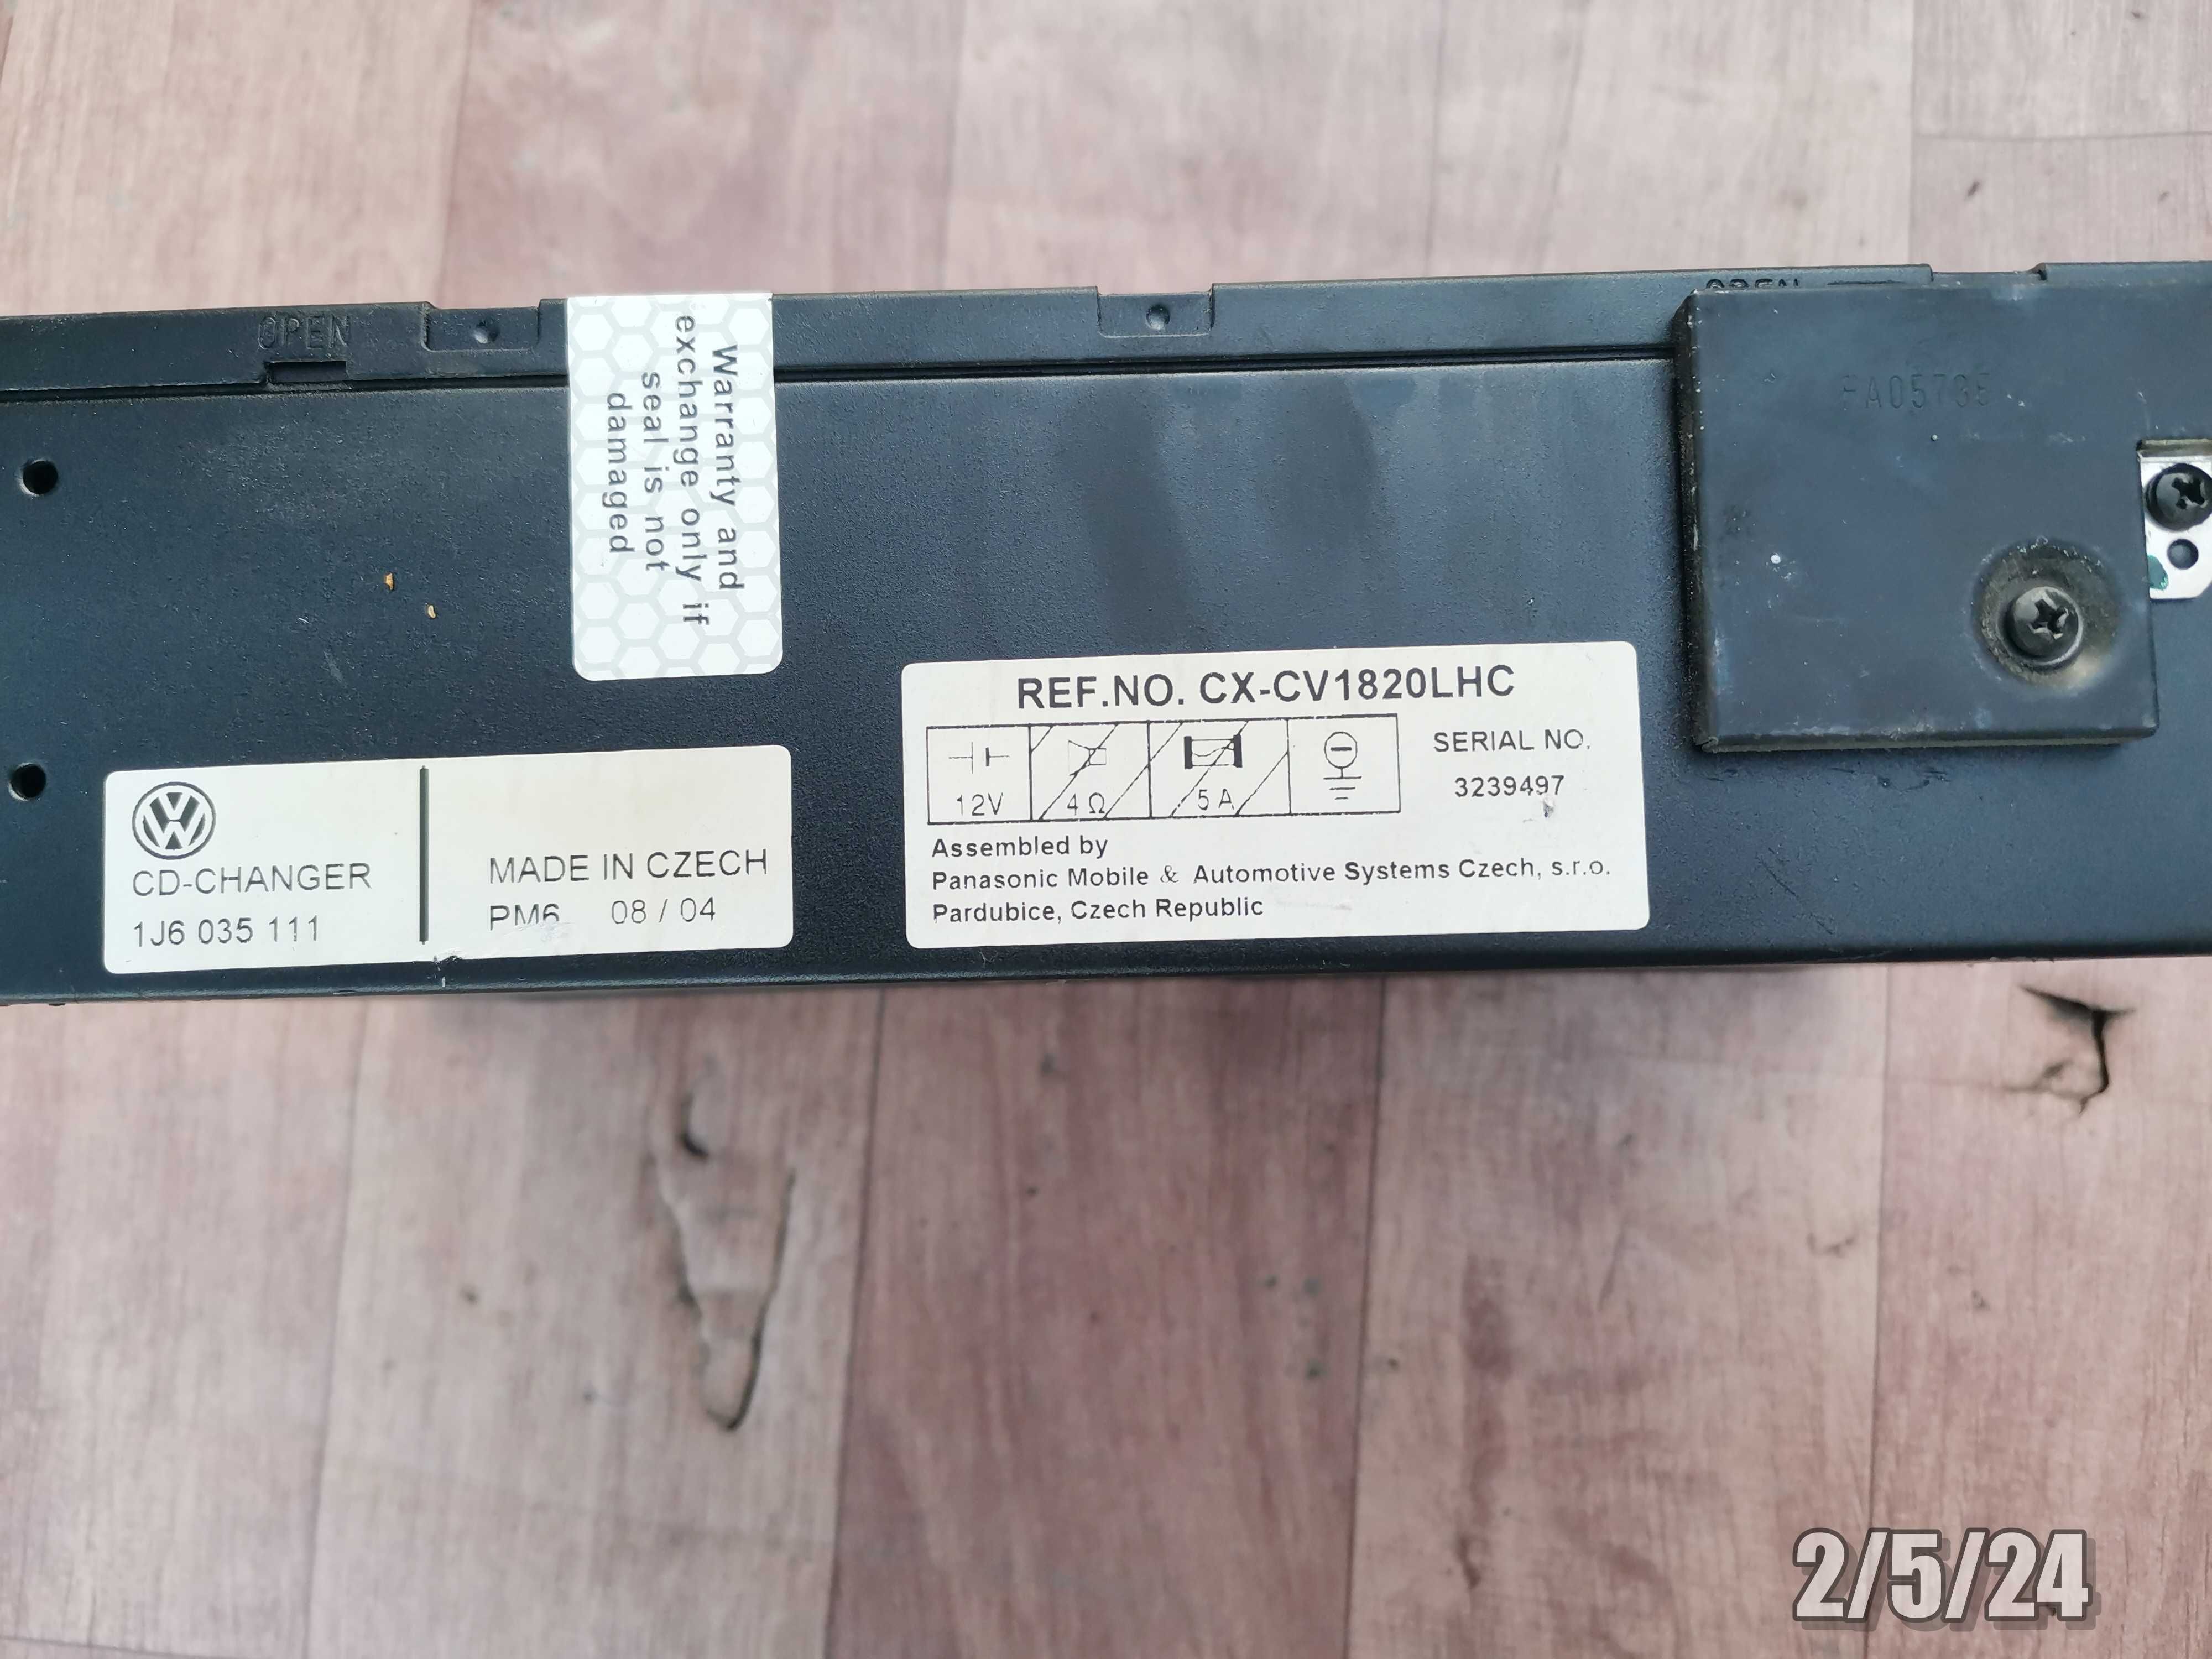 OPEN
OPEN
Warranty and
exchange only if
seal is not
damaged
REF.NO. CX-CV1820LHC
12V 4 Ω 5 A
SERIAL NO.
3239497
Assembled by
Panasonic Mobile & Automotive Systems Czech, s.r.o.
Pardubice, Czech Republic
CD-CHANGER
1J6 035 111
MADE IN CZECH
PM6 08 / 04
2/5/24